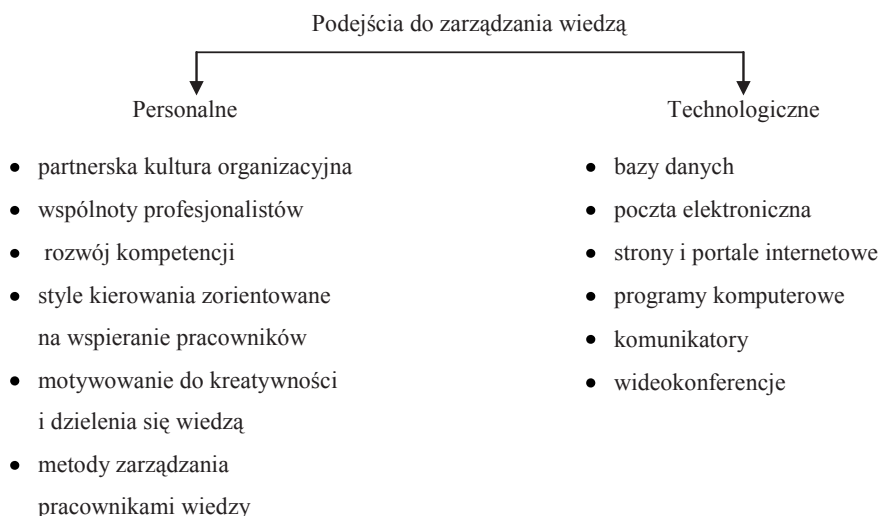 Podejścia do zarządzania wiedzą
Personalne
Technologiczne
• partnerska kultura organizacyjna
• wspólnoty profesjonalistów
• rozwój kompetencji
• style kierowania zorientowane
na wspieranie pracowników
• motywowanie do kreatywności
i dzielenia się wiedzą
• metody zarządzania
pracownikami wiedzy
• bazy danych
• poczta elektroniczna
• strony i portale internetowe
• programy komputerowe
• komunikatory
• wideokonferencje